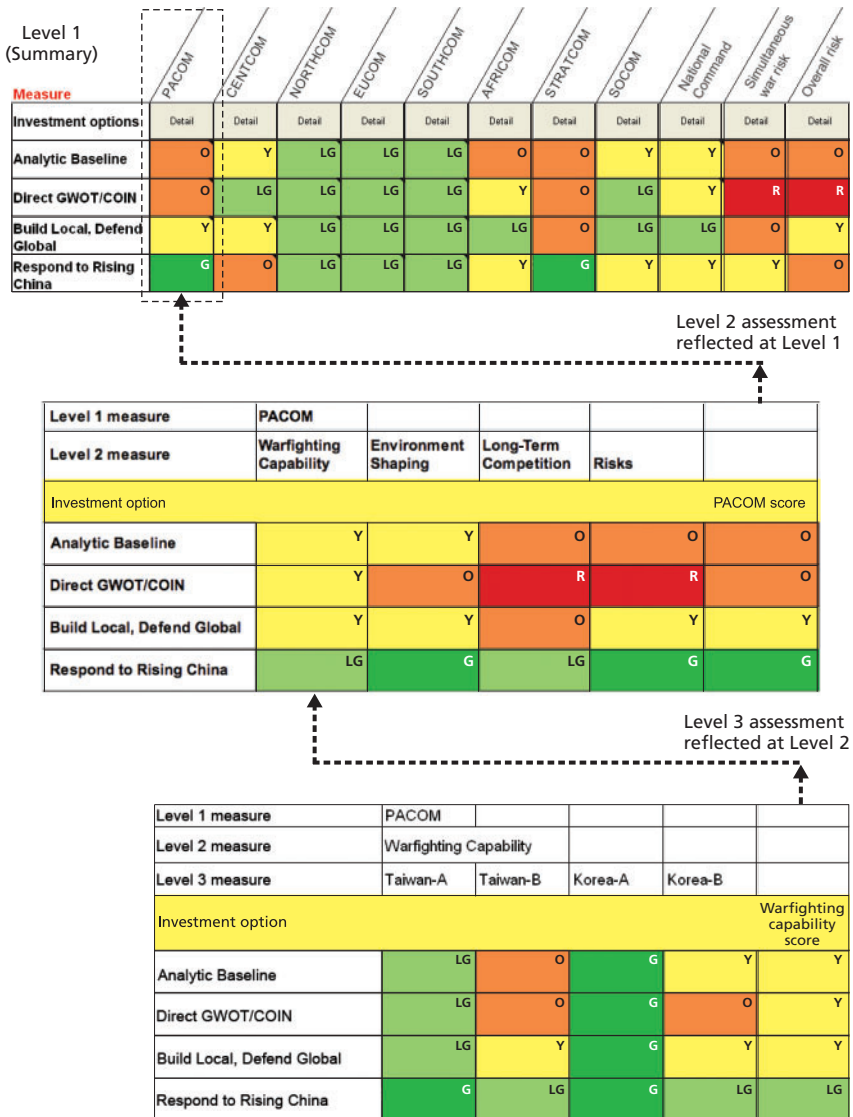 Level 1
(Summary)
PACOM
CENTCOM
NORTHCOM
EUCOM
SOUTHCOM
AFRICOM
STRATCOM
SOCOM
National
Command
Simultaneous
war risk
Overall risk
Measure
Investment options Detail Detail Detail Detail Detail Detail Detail Detail Detail Detail Detail
Analytic Baseline O Y LG LG LG O O Y Y O O
Direct GWOT/COIN O LG LG LG LG Y O LG Y R R
Build Local, Defend
Global Y Y LG LG LG LG O LG LG O Y
Respond to Rising
China G O LG LG LG Y G Y Y Y O
Level 2 assessment
reflected at Level 1
Level 1 measure PACOM
Level 2 measure Warfighting
Capability Environment
Shaping Long-Term
Competition Risks
Investment option PACOM score
Analytic Baseline Y Y O O O
Direct GWOT/COIN Y O R R O
Build Local, Defend Global Y Y O Y Y
Respond to Rising China LG G LG G G
Level 3 assessment
reflected at Level 2
Level 1 measure PACOM
Level 2 measure Warfighting Capability
Level 3 measure Taiwan-A Taiwan-B Korea-A Korea-B
Investment option Warfighting
capability
score
Analytic Baseline LG O G Y Y
Direct GWOT/COIN LG O G O Y
Build Local, Defend Global LG Y G Y Y
Respond to Rising China G LG G LG LG